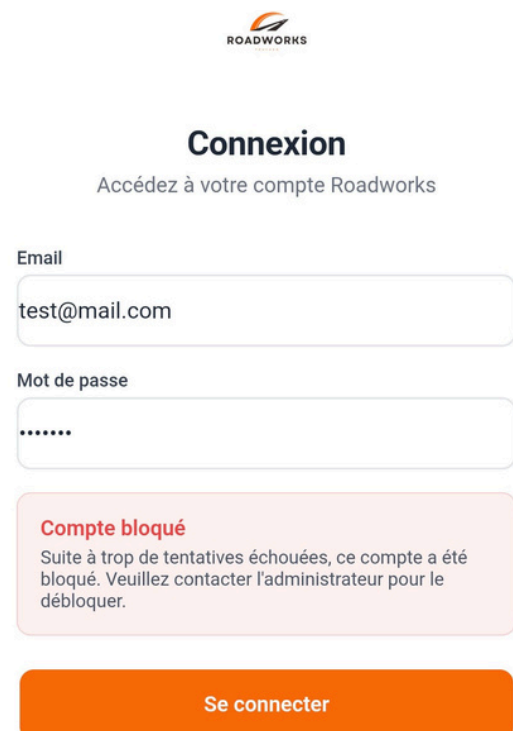 ROADWORKS
Connexion
Accédez à votre compte Roadworks
Email
test@mail.com
Mot de passe
•••••••
Compte bloqué
Suite à trop de tentatives échouées, ce compte a été
bloqué. Veuillez contacter l'administrateur pour le
débloquer.
Se connecter